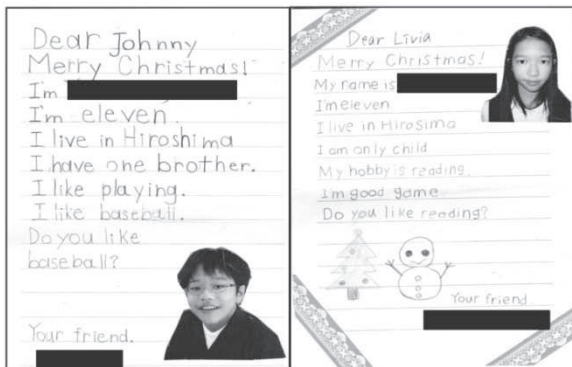 Dear Johnny
Merry Christmas!
I'm
I'm eleven.
I live in Hiroshima
I have one brother.
I like playing.
I like baseball.
Do you like
baseball?
Your friend.
Dear Livia
Merry Christmas!
My name is
I'm eleven
I live in Hirosima
I am only child
My hobby is reading.
I'm good game.
Do you like reading?
Your friend.